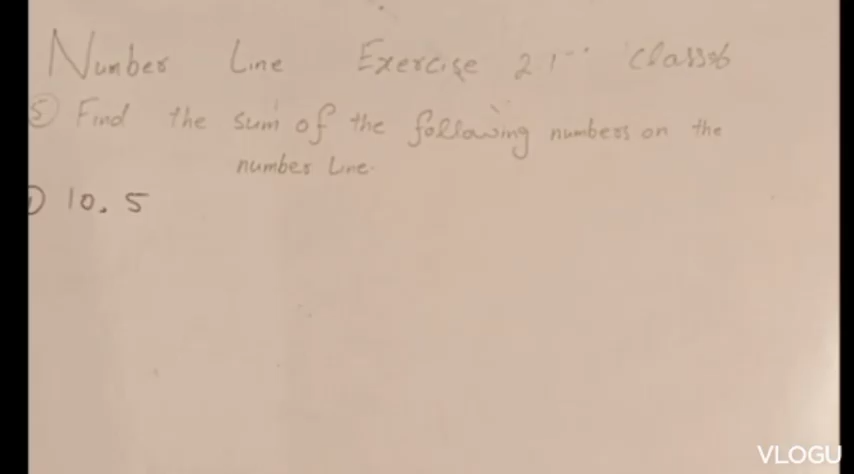 Number Line Exercise 21 Class 6
5 Find the sum of the following numbers on the
number Line.
1) 10. 5
VLOGU